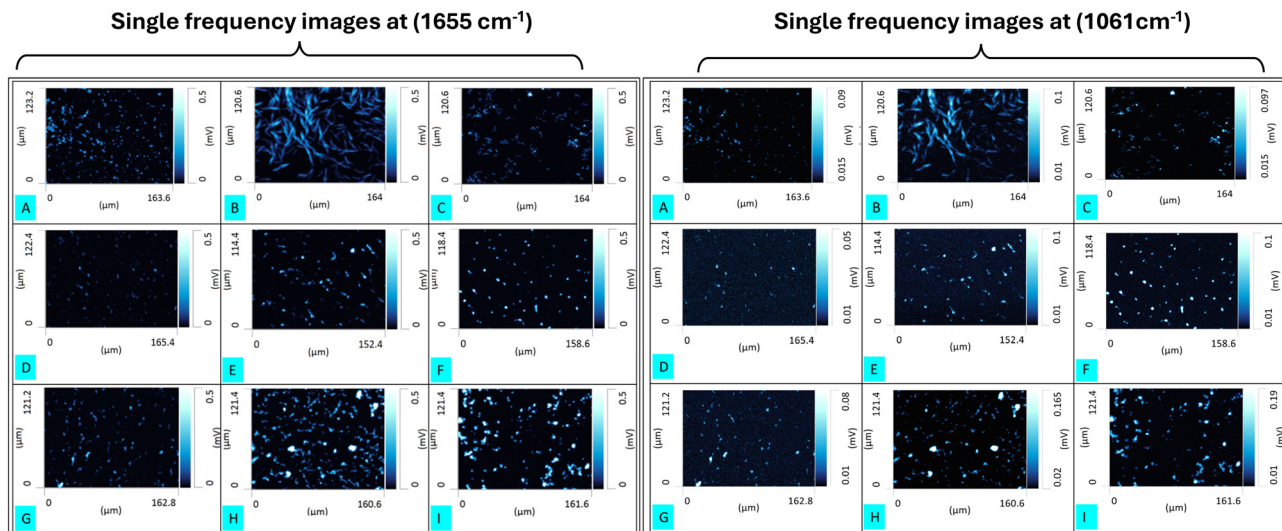 Single frequency images at (1655 cm-1)
Single frequency images at (1061cm-1)
123.2 (µm) 0 0.5 (mV) 0 0 (µm) 163.6 A
120.6 (µm) 0 0.5 (mV) 0 0 (µm) 164 B
120.6 (µm) 0 0.5 (mV) 0 0 (µm) 164 C
122.4 (µm) 0 0.5 (mV) 0 0 (µm) 165.4 D
114.4 (µm) 0 0.5 (mV) 0 0 (µm) 152.4 E
118.4 (µm) 0 0.5 (mV) 0 0 (µm) 158.6 F
121.2 (µm) 0 0.5 (mV) 0 0 (µm) 162.8 G
121.4 (µm) 0 0.5 (mV) 0 0 (µm) 160.6 H
121.4 (µm) 0 0.5 (mV) 0 0 (µm) 161.6 I
123.2 (µm) 0 0.09 (mV) 0.015 0 (µm) 163.6 A
120.6 (µm) 0 0.1 (mV) 0.01 0 (µm) 164 B
120.6 (µm) 0 0.097 (mV) 0.015 0 (µm) 164 C
122.4 (µm) 0 0.05 (mV) 0.01 0 (µm) 165.4 D
114.4 (µm) 0 0.1 (mV) 0.01 0 (µm) 152.4 E
118.4 (µm) 0 0.1 (mV) 0.01 0 (µm) 158.6 F
121.2 (µm) 0 0.08 (mV) 0.01 0 (µm) 162.8 G
121.4 (µm) 0 0.165 (mV) 0.02 0 (µm) 160.6 H
121.4 (µm) 0 0.19 (mV) 0.01 0 (µm) 161.6 I